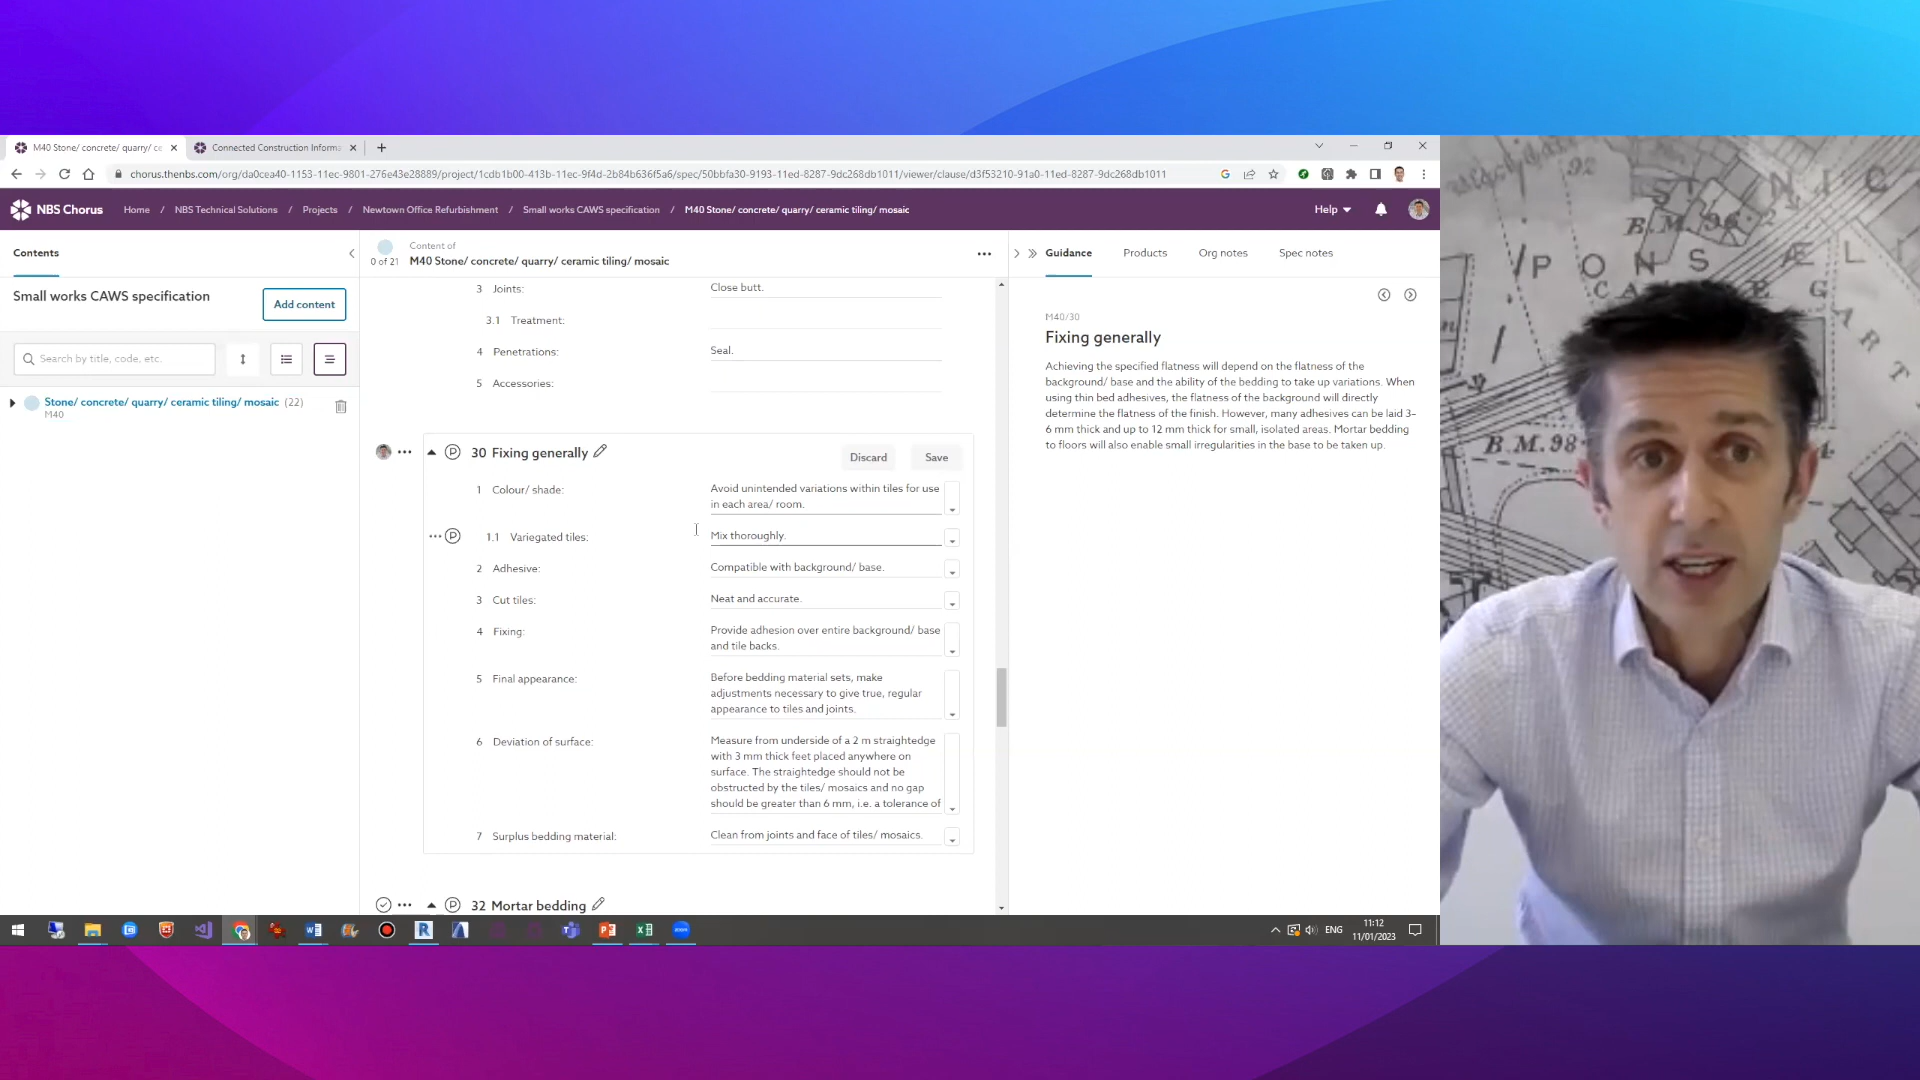 M40 Stone/ concrete/ quarry/ ce
Connected Construction Informa
chorus.thenbs.com/org/da0cea40-1153-11ec-9801-276e43e28889/project/1cdb1b00-413b-11ec-9f4d-2b84b636f5a6/spec/50bbfa30-9193-11ed-8287-9dc268db1011/viewer/clause/d3f53210-91a0-11ed-8287-9dc268db1011
NBS Chorus
Home / NBS Technical Solutions / Projects / Newtown Office Refurbishment / Small works CAWS specification / M40 Stone/ concrete/ quarry/ ceramic tiling/ mosaic
Help
Contents
Small works CAWS specification
Add content
Search by title, code, etc.
Stone/ concrete/ quarry/ ceramic tiling/ mosaic (22)
M40
0 of 21
Content of
M40 Stone/ concrete/ quarry/ ceramic tiling/ mosaic
3 Joints: Close butt.
3.1 Treatment:
4 Penetrations: Seal.
5 Accessories:
P 30 Fixing generally
Discard
Save
1 Colour/ shade: Avoid unintended variations within tiles for use
in each area/ room.
P 1.1 Variegated tiles: Mix thoroughly.
2 Adhesive: Compatible with background/ base.
3 Cut tiles: Neat and accurate.
4 Fixing: Provide adhesion over entire background/ base
and tile backs.
5 Final appearance: Before bedding material sets, make
adjustments necessary to give true, regular
appearance to tiles and joints.
6 Deviation of surface: Measure from underside of a 2 m straightedge
with 3 mm thick feet placed anywhere on
surface. The straightedge should not be
obstructed by the tiles/ mosaics and no gap
should be greater than 6 mm, i.e. a tolerance of
7 Surplus bedding material: Clean from joints and face of tiles/ mosaics.
P 32 Mortar bedding
Guidance
Products
Org notes
Spec notes
M40/30
Fixing generally
Achieving the specified flatness will depend on the flatness of the
background/ base and the ability of the bedding to take up variations. When
using thin bed adhesives, the flatness of the background will directly
determine the flatness of the finish. However, many adhesives can be laid 3–
6 mm thick and up to 12 mm thick for small, isolated areas. Mortar bedding
to floors will also enable small irregularities in the base to be taken up.
ENG
11:12
11/01/2023
B.M. 96
B.M. 98